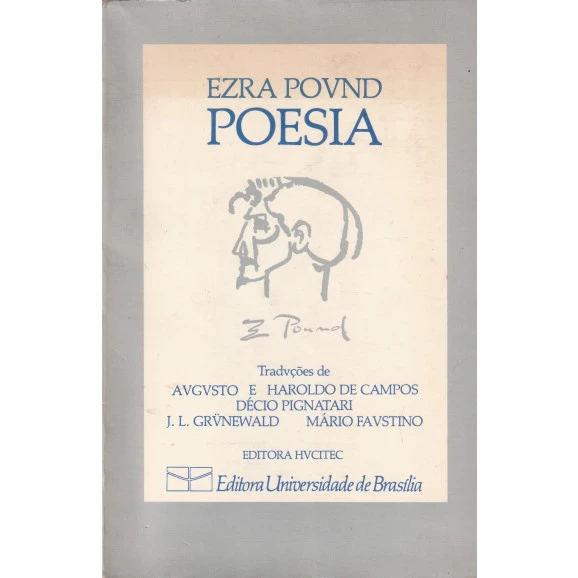 EZRA POVND
POESIA
E Pound
Tradvções de
AVGVSTO E HAROLDO DE CAMPOS
DÉCIO PIGNATARI
J. L. GRÜNEWALD MÁRIO FAVSTINO
EDITORA HVCITEC
Editora Universidade de Brasília